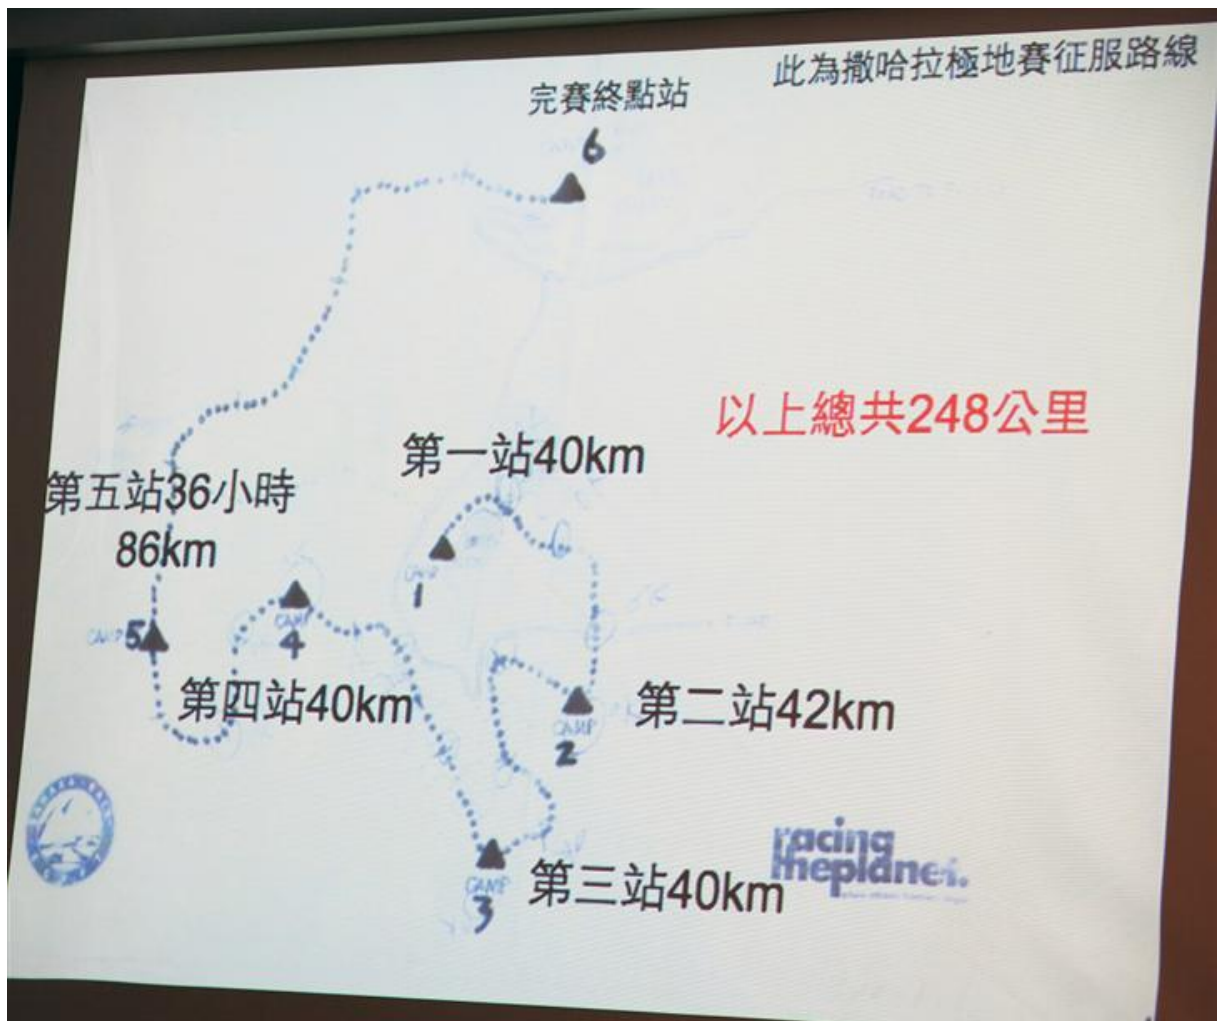 此為撒哈拉極地賽征服路線
完賽終點站
6
以上總共248公里
第一站40km
第五站36小時
86km
1
CAMP
5
CAMP
4
第四站40km
第二站42km
CAMP
2
racing
theplanet.
CAMP
3
第三站40km